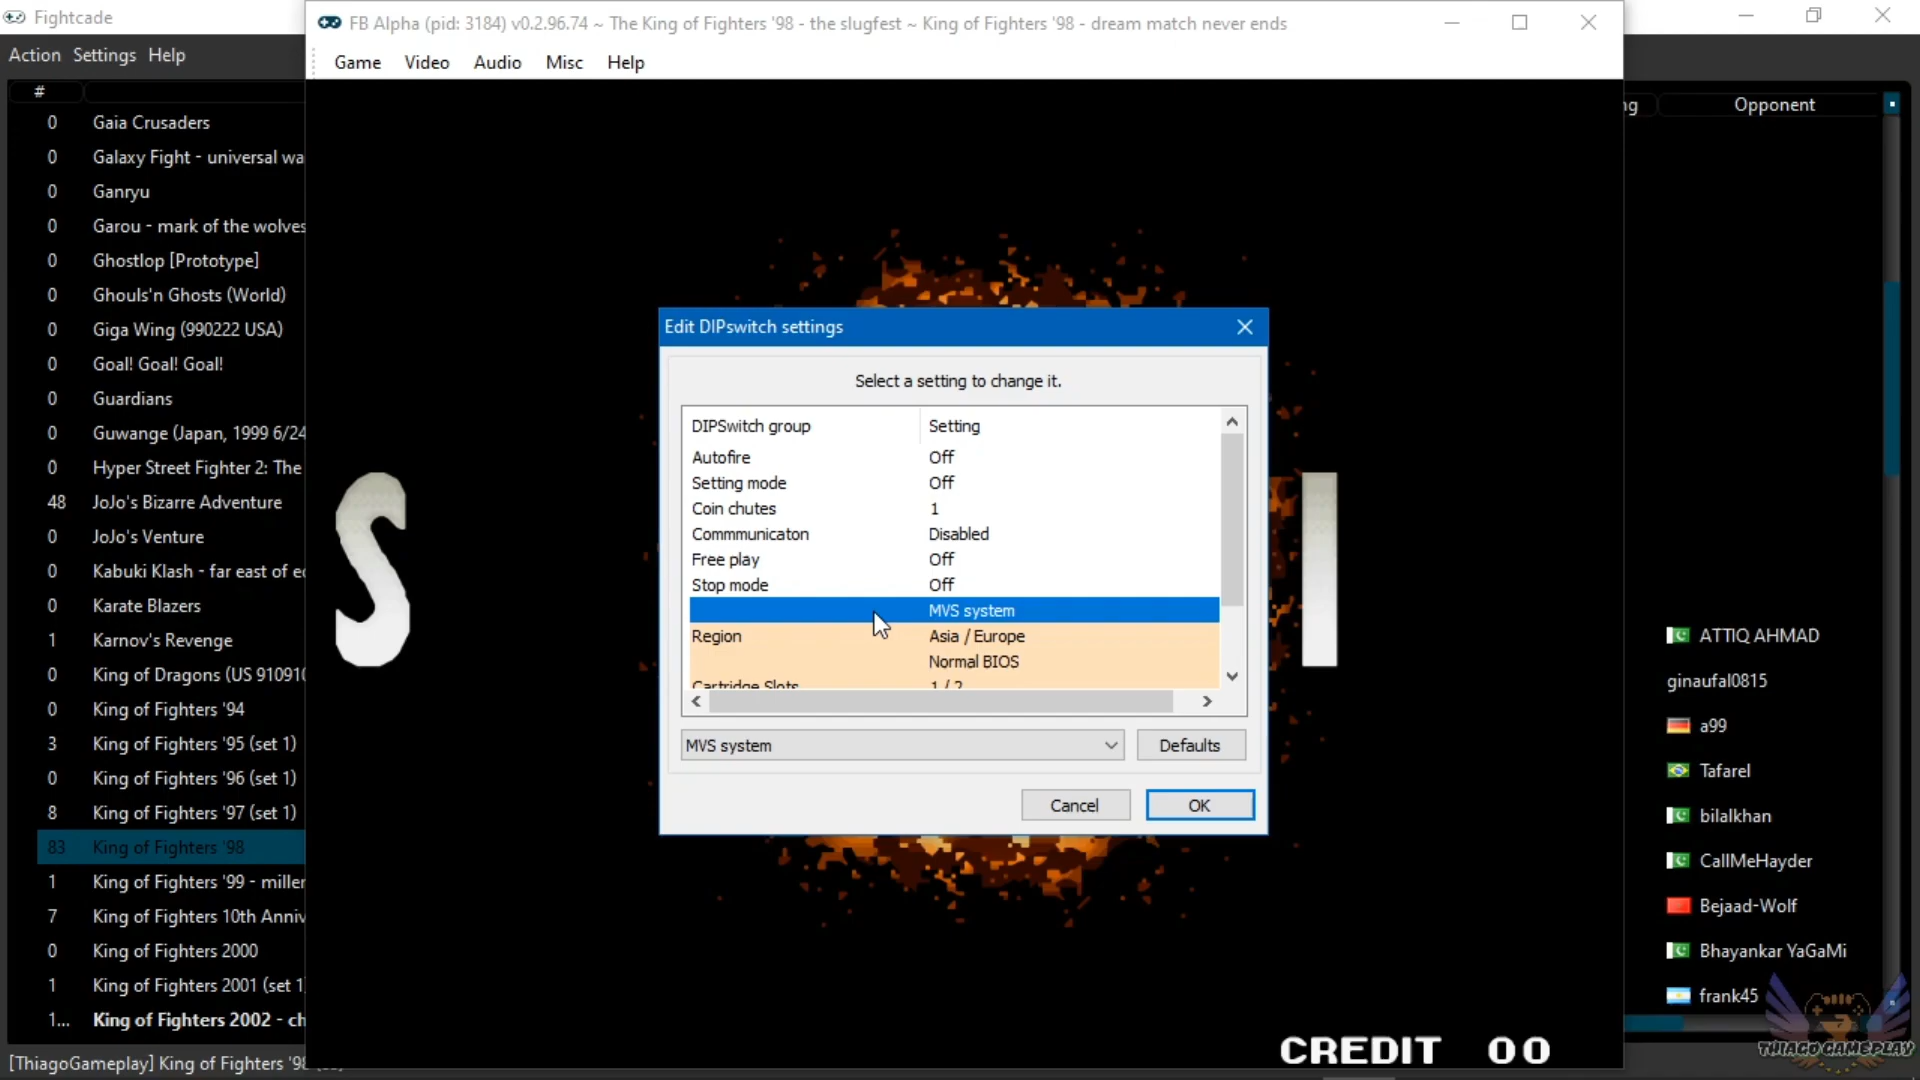 Fightcade
Action Settings Help
#
0 Gaia Crusaders
0 Galaxy Fight - universal wa
0 Ganryu
0 Garou - mark of the wolves
0 Ghostlop [Prototype]
0 Ghouls'n Ghosts (World)
0 Giga Wing (990222 USA)
0 Goal! Goal! Goal!
0 Guardians
0 Guwange (Japan, 1999 6/24
0 Hyper Street Fighter 2: The
48 JoJo's Bizarre Adventure
0 JoJo's Venture
0 Kabuki Klash - far east of e
0 Karate Blazers
1 Karnov's Revenge
0 King of Dragons (US 91091
0 King of Fighters '94
3 King of Fighters '95 (set 1)
0 King of Fighters '96 (set 1)
8 King of Fighters '97 (set 1)
83 King of Fighters '98
1 King of Fighters '99 - miller
7 King of Fighters 10th Anniv
0 King of Fighters 2000
1 King of Fighters 2001 (set 1
1... King of Fighters 2002 - ch
[ThiagoGameplay] King of Fighters '98
FB Alpha (pid: 3184) v0.2.96.74 ~ The King of Fighters '98 - the slugfest ~ King of Fighters '98 - dream match never ends
Game Video Audio Misc Help
S I
Edit DIPswitch settings
Select a setting to change it.
DIPSwitch group Setting
Autofire Off
Setting mode Off
Coin chutes 1
Commmunicaton Disabled
Free play Off
Stop mode Off
MVS system
Region Asia / Europe
Normal BIOS
Cartridge Slots 1 / 2
MVS system Defaults
Cancel OK
CREDIT 00
ng Opponent
ATTIQ AHMAD
ginaufal0815
a99
Tafarel
bilalkhan
CallMeHayder
Bejaad-Wolf
Bhayankar YaGaMi
frank45
THIAGO GAMEPLAY